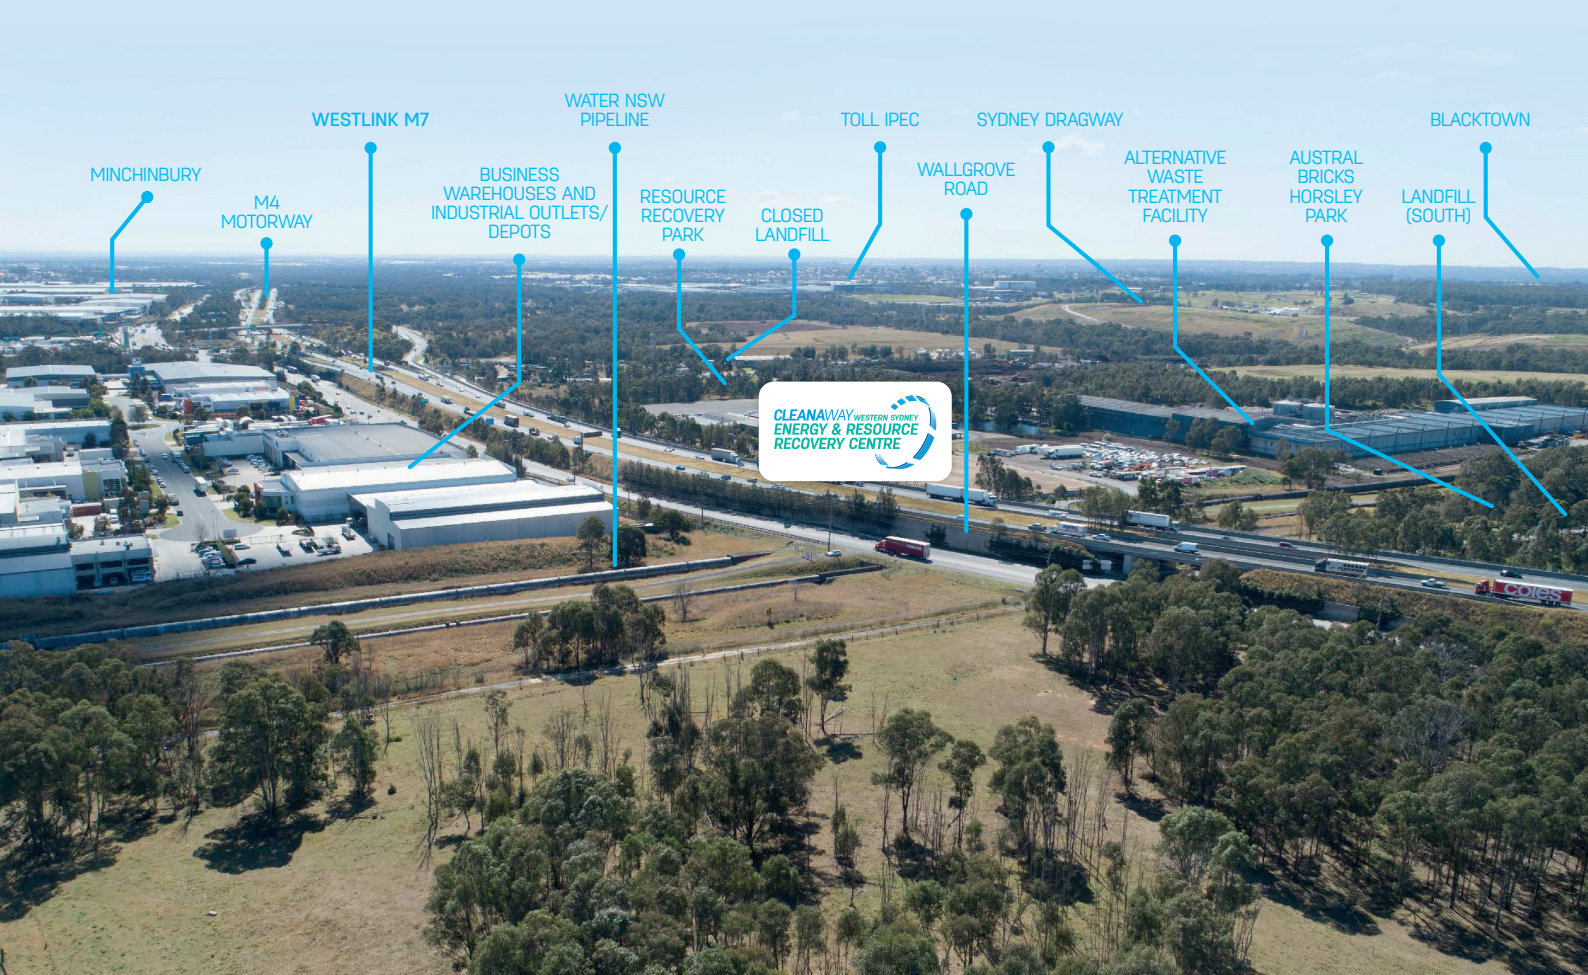 MINCHINBURY
M4
MOTORWAY
WESTLINK M7
BUSINESS
WAREHOUSES AND
INDUSTRIAL OUTLETS/
DEPOTS
WATER NSW
PIPELINE
RESOURCE
RECOVERY
PARK
CLOSED
LANDFILL
TOLL IPEC
WALLGROVE
ROAD
SYDNEY DRAGWAY
ALTERNATIVE
WASTE
TREATMENT
FACILITY
AUSTRAL
BRICKS
HORSLEY
PARK
LANDFILL
(SOUTH)
BLACKTOWN
CLEANAWAY WESTERN SYDNEY
ENERGY & RESOURCE
RECOVERY CENTRE
coles